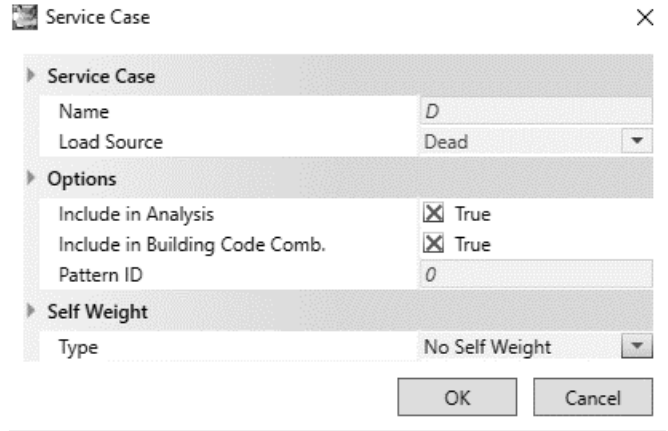 Service Case
Service Case
Name D
Load Source Dead
Options
Include in Analysis True
Include in Building Code Comb. True
Pattern ID 0
Self Weight
Type No Self Weight
OK Cancel